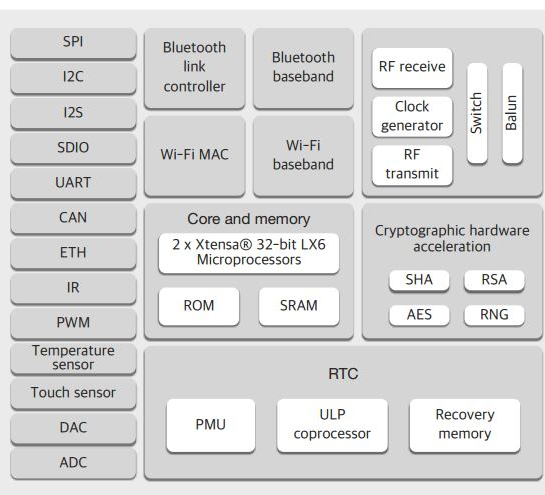 SPI
I2C
I2S
SDIO
UART
CAN
ETH
IR
PWM
Temperature
sensor
Touch sensor
DAC
ADC
Bluetooth
link
controller
Bluetooth
baseband
Wi-Fi MAC
Wi-Fi
baseband
RF receive
Clock
generator
RF
transmit
Switch
Balun
Core and memory
2 x Xtensa® 32-bit LX6
Microprocessors
ROM
SRAM
Cryptographic hardware
acceleration
SHA
RSA
AES
RNG
RTC
PMU
ULP
coprocessor
Recovery
memory